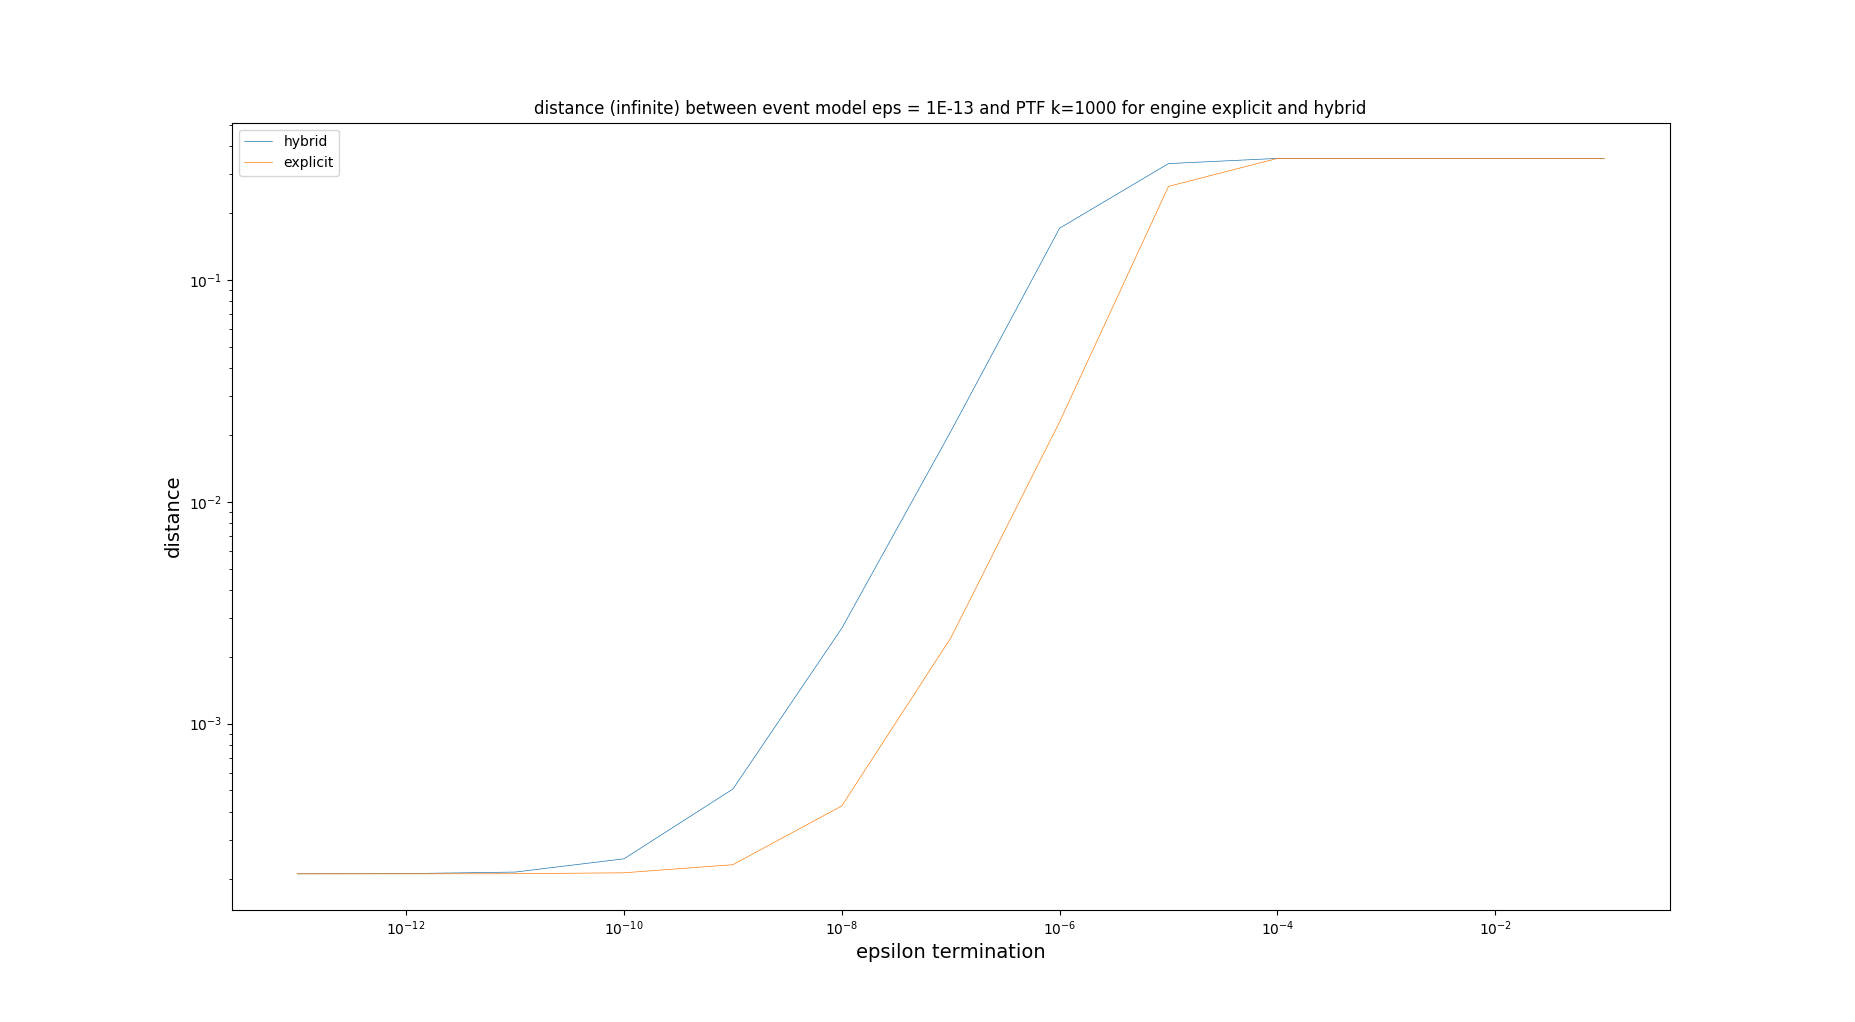 distance (infinite) between event model eps = 1E-13 and PTF k=1000 for engine explicit and hybrid
hybrid
explicit
10⁻¹
10⁻²
10⁻³
distance
10⁻¹² 10⁻¹⁰ 10⁻⁸ 10⁻⁶ 10⁻⁴ 10⁻²
epsilon termination